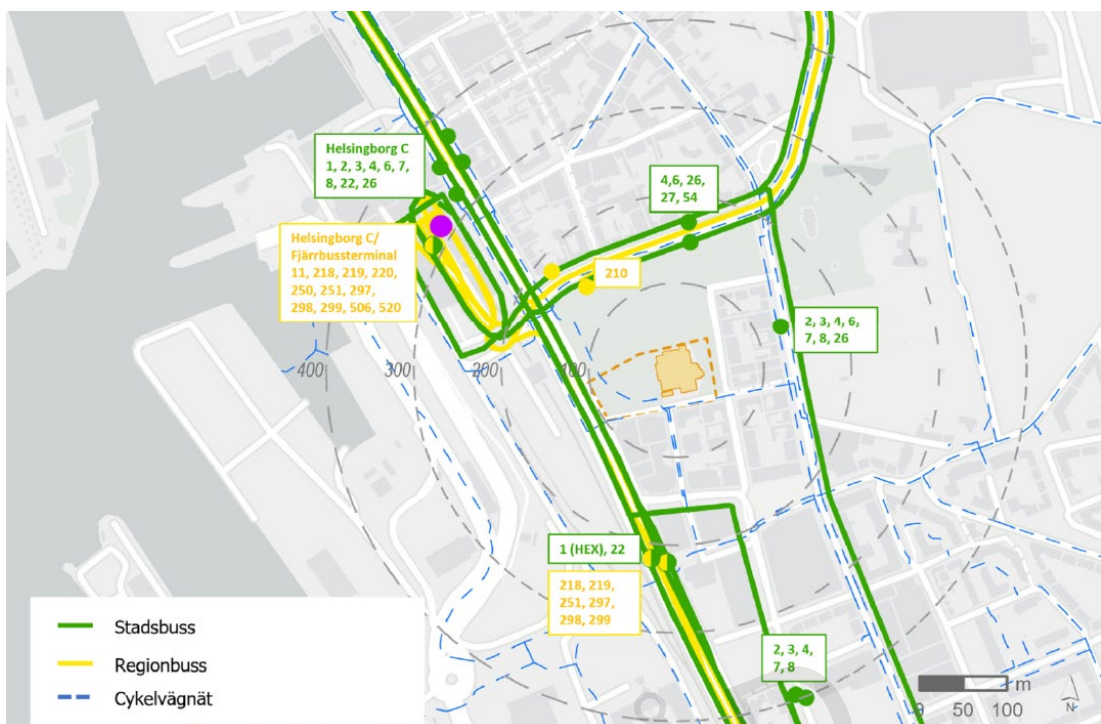 Helsingborg C
1, 2, 3, 4, 6, 7,
8, 22, 26
4,6, 26,
27, 54
Helsingborg C/
Fjärrbussterminal
11, 218, 219, 220,
250, 251, 297,
298, 299, 506, 520
210
2, 3, 4, 6,
7, 8, 26
400
300
200
100
1 (HEX), 22
218, 219,
251, 297,
298, 299
2, 3, 4,
7, 8
Stadsbuss
Regionbuss
Cykelvägnät
m
0 50 100
N